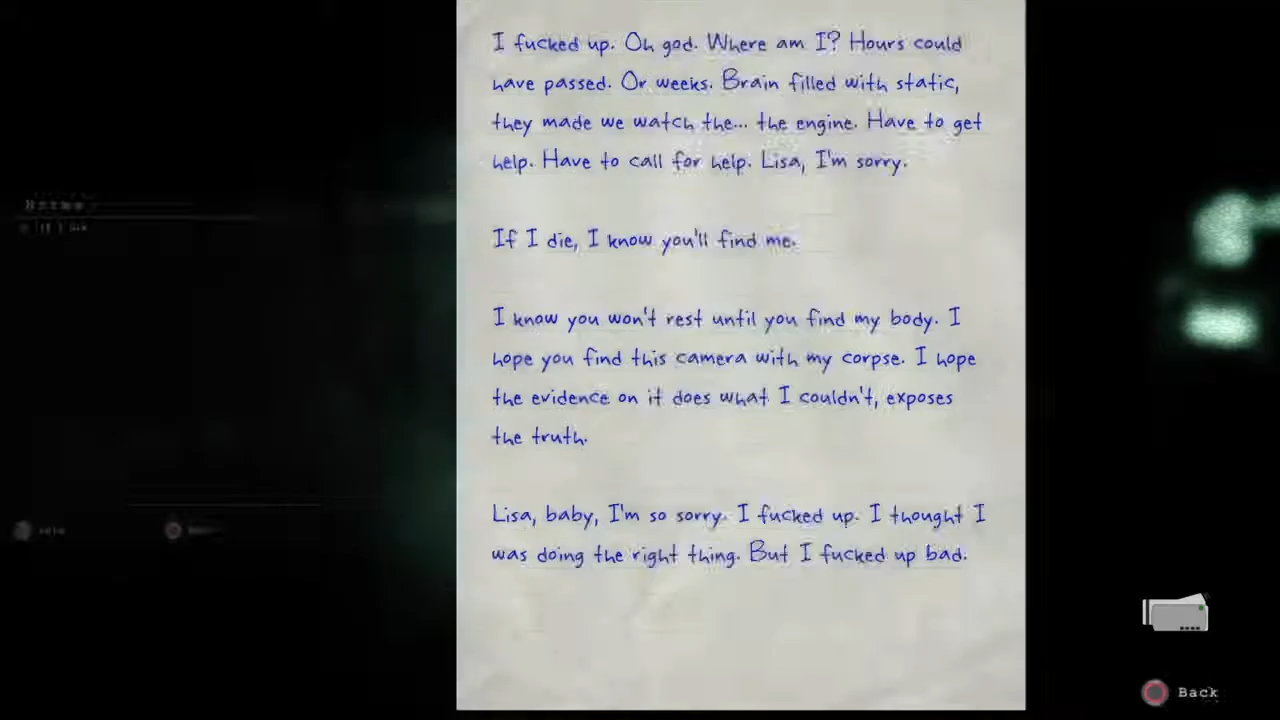 I fucked up. Oh god. Where am I? Hours could
have passed. Or weeks. Brain filled with static,
they made we watch the... the engine. Have to get
help. Have to call for help. Lisa, I'm sorry.
If I die, I know you'll find me.
I know you won't rest until you find my body. I
hope you find this camera with my corpse. I hope
the evidence on it does what I couldn't, exposes
the truth.
Lisa, baby, I'm so sorry. I fucked up. I thought I
was doing the right thing. But I fucked up bad.
Back